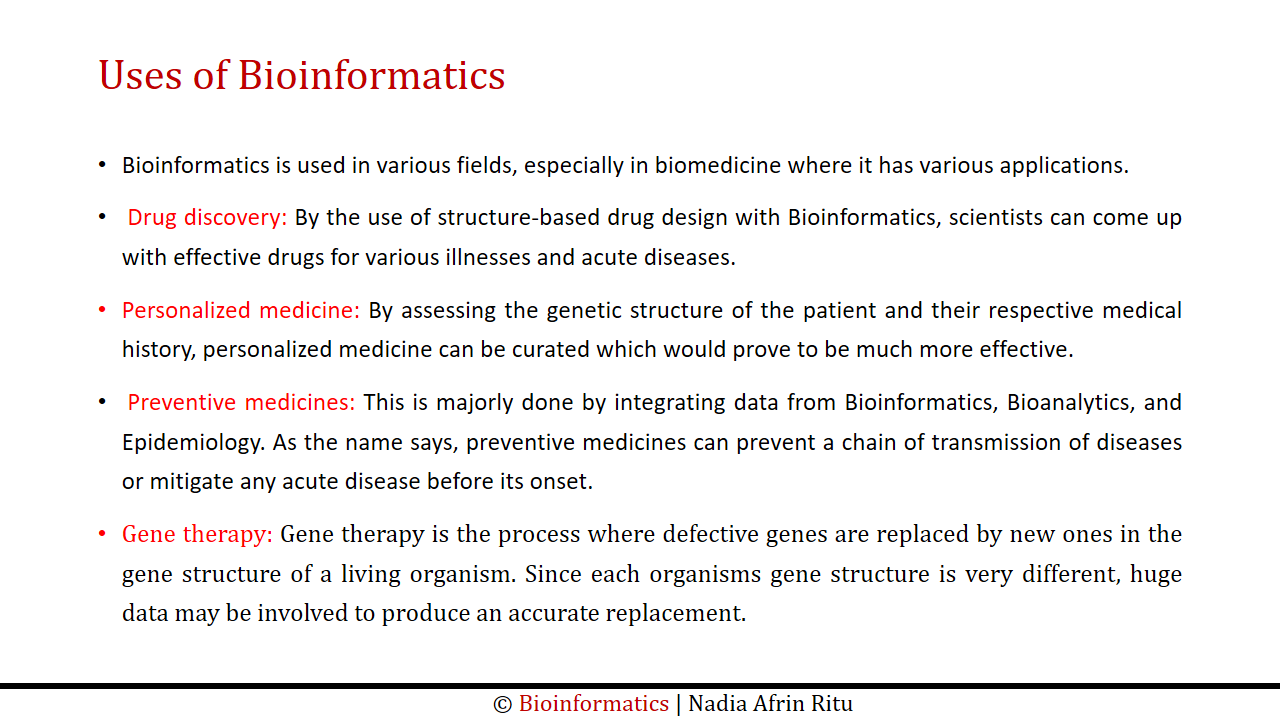 Uses of Bioinformatics
• Bioinformatics is used in various fields, especially in biomedicine where it has various applications.
• Drug discovery: By the use of structure-based drug design with Bioinformatics, scientists can come up
with effective drugs for various illnesses and acute diseases.
• Personalized medicine: By assessing the genetic structure of the patient and their respective medical
history, personalized medicine can be curated which would prove to be much more effective.
• Preventive medicines: This is majorly done by integrating data from Bioinformatics, Bioanalytics, and
Epidemiology. As the name says, preventive medicines can prevent a chain of transmission of diseases
or mitigate any acute disease before its onset.
• Gene therapy: Gene therapy is the process where defective genes are replaced by new ones in the
gene structure of a living organism. Since each organisms gene structure is very different, huge
data may be involved to produce an accurate replacement.
© Bioinformatics | Nadia Afrin Ritu